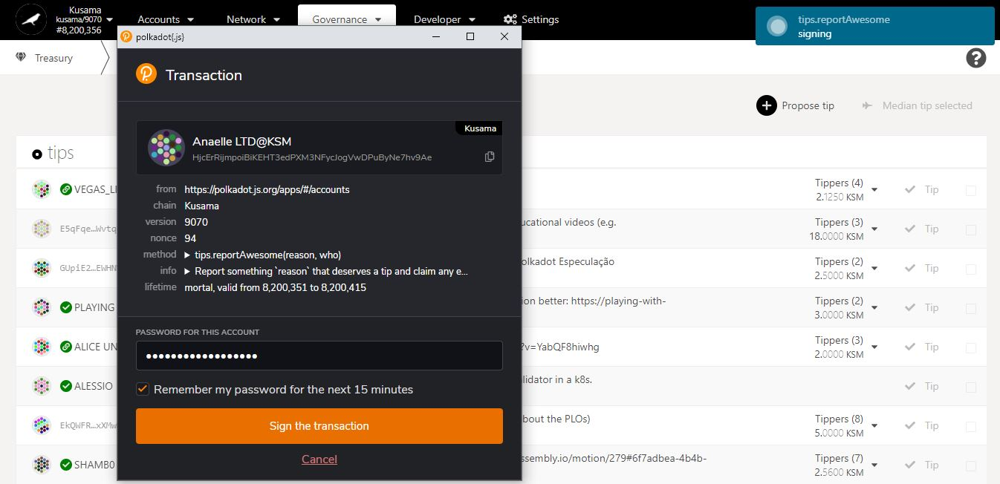 Kusama
kusama/9070
#8,200,356
Accounts
Network
Governance
Developer
Settings
tips.reportAwesome
signing
polkadot{.js}
Treasury
Transaction
Propose tip
Median tip selected
Kusama
Anaelle LTD@KSM
HjcErRijmpoiBiKEHT3edPXM3NFycJogVwDPuByNe7hv9Ae
tips
from https://polkadot.js.org/apps/#/accounts
chain Kusama
version 9070
nonce 94
method tips.reportAwesome(reason, who)
info Report something `reason` that deserves a tip and claim any e...
lifetime mortal, valid from 8,200,351 to 8,200,415
PASSWORD FOR THIS ACCOUNT
Remember my password for the next 15 minutes
Sign the transaction
Cancel
VEGAS_LI
Tippers (4)
2.1250 KSM
Tip
E5qFqe…Wvtq
ucational videos (e.g.
Tippers (3)
18.0000 KSM
Tip
GUpiE2…EWHN
olkadot Especulação
Tippers (2)
2.5000 KSM
Tip
PLAYING
ion better: https://playing-with-
Tippers (2)
3.0000 KSM
Tip
ALICE UN
?v=YabQF8hiwhg
Tippers (3)
2.0000 KSM
Tip
ALESSIO
lidator in a k8s.
Tip
EkQWFR…xXMw
bout the PLOs)
Tippers (8)
5.0000 KSM
Tip
SHAMB0
ssembly.io/motion/279#6f7adbea-4b4b-
Tippers (7)
2.5600 KSM
Tip